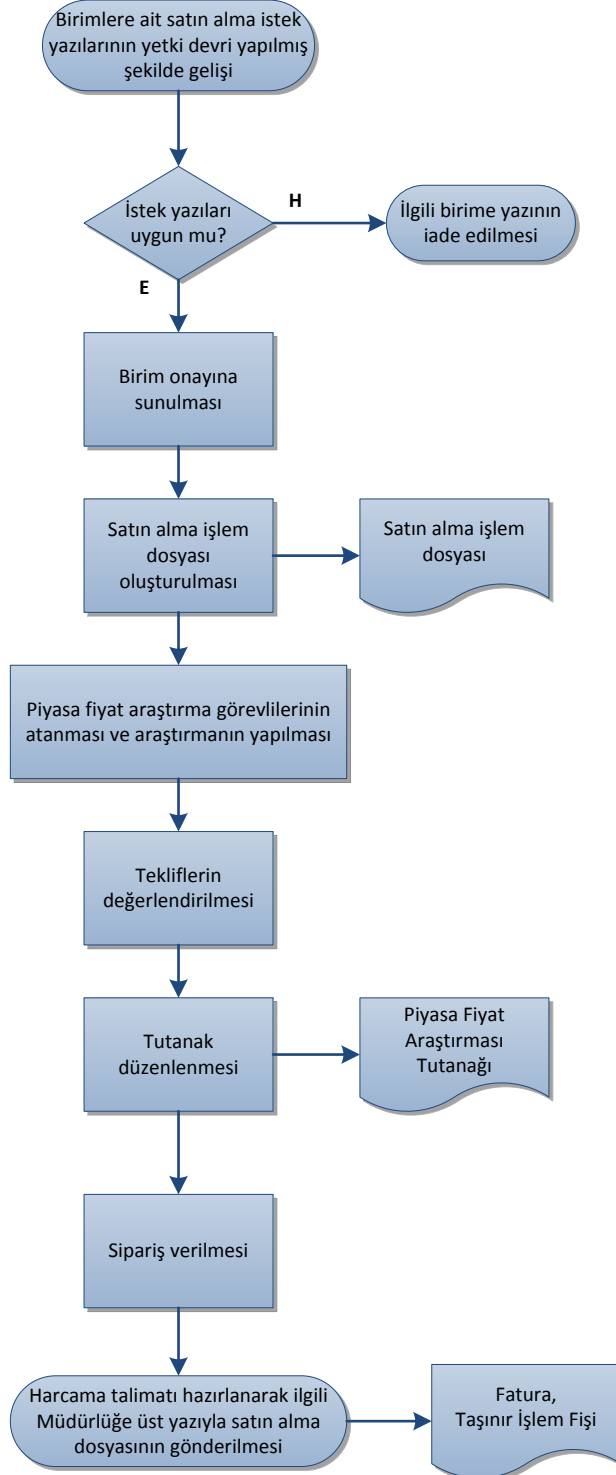 Birimlere ait satın alma istek
yazılarının yetki devri yapılmış
şekilde gelişi
İstek yazıları
uygun mu?
H
İlgili birime yazının
iade edilmesi
E
Birim onayına
sunulması
Satın alma işlem
dosyası
oluşturulması
Satın alma işlem
dosyası
Piyasa fiyat araştırma görevlilerinin
atanması ve araştırmanın yapılması
Tekliflerin
değerlendirilmesi
Tutanak
düzenlenmesi
Piyasa Fiyat
Araştırması
Tutanağı
Sipariş verilmesi
Harcama talimatı hazırlanarak ilgili
Müdürlüğe üst yazıyla satın alma
dosyasının gönderilmesi
Fatura,
Taşınır İşlem Fişi